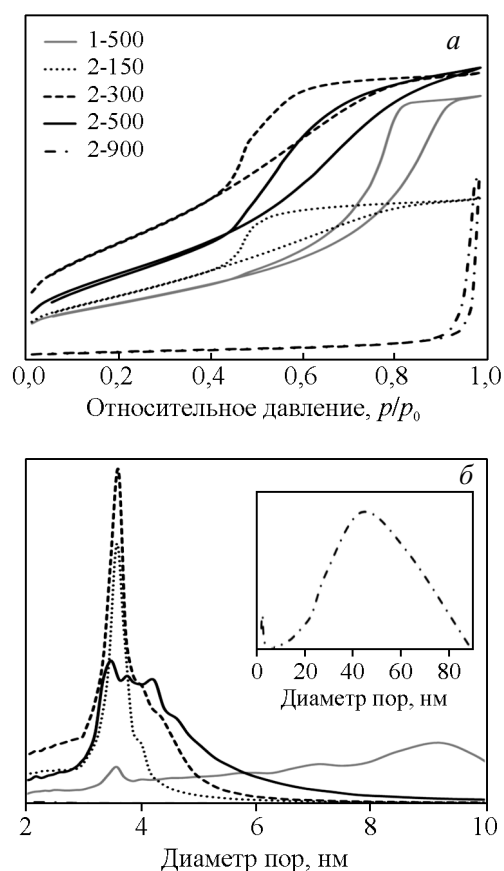 а
1-500
2-150
2-300
2-500
2-900
0,0 0,2 0,4 0,6 0,8 1,0
Относительное давление, p/p0
б
0 20 40 60 80
Диаметр пор, нм
2 4 6 8 10
Диаметр пор, нм